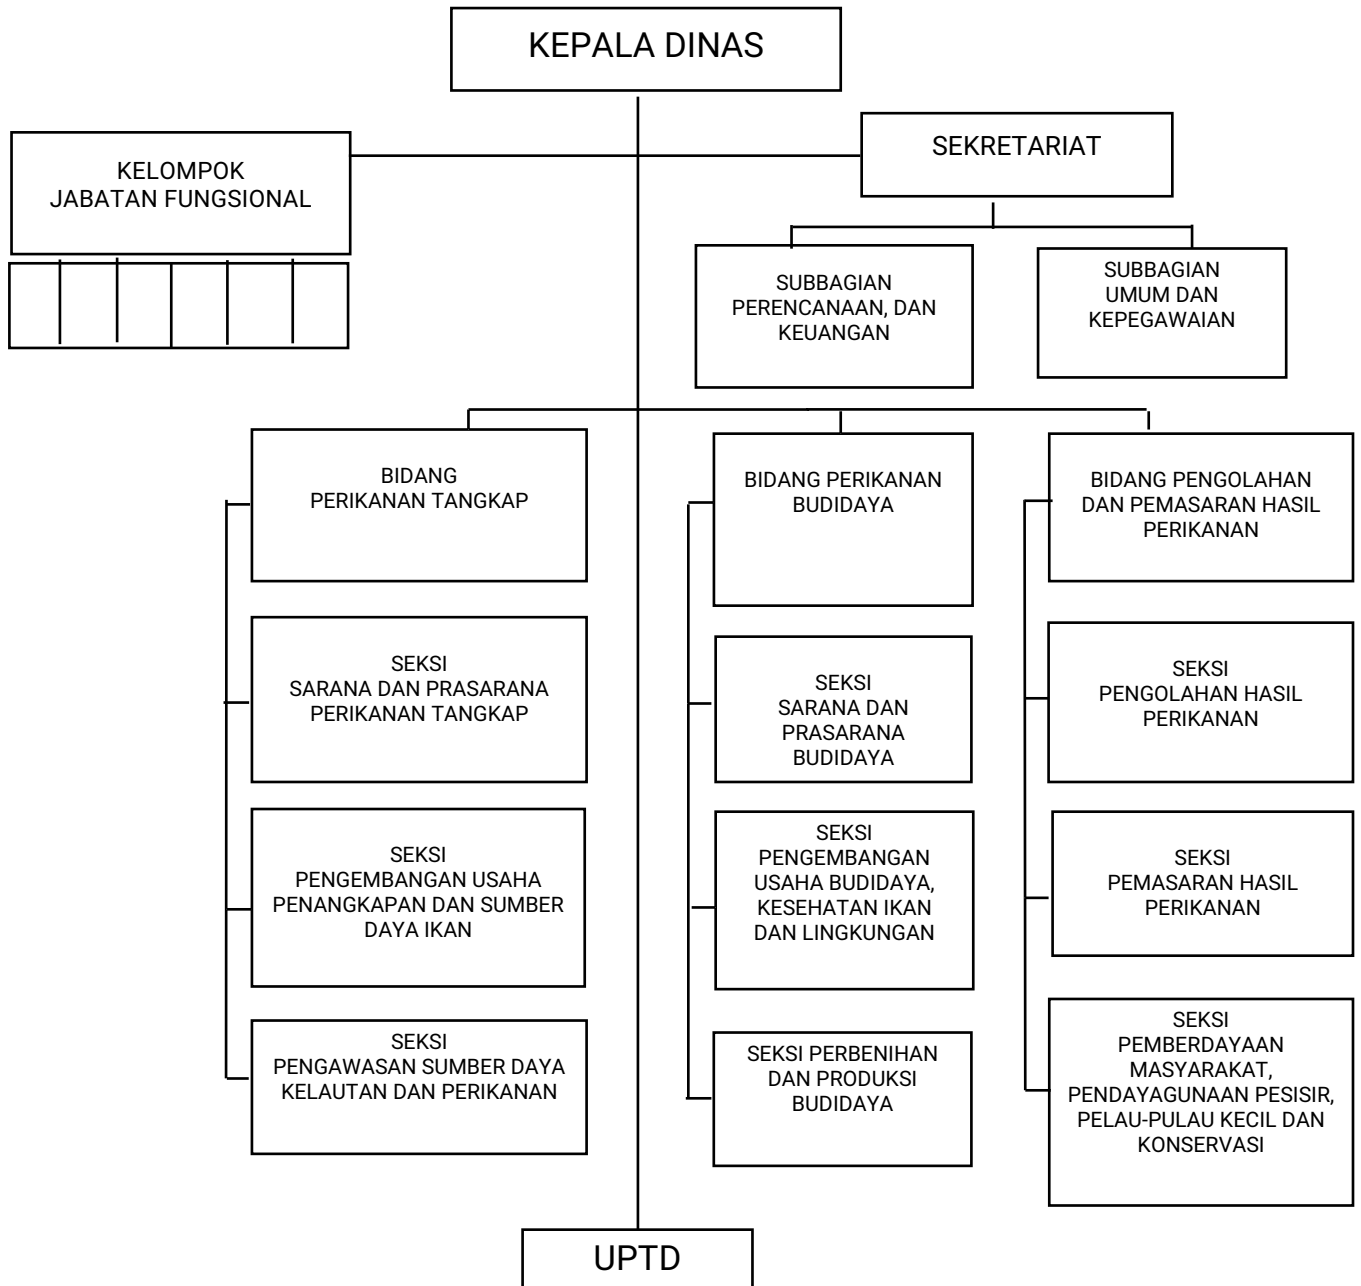 KEPALA DINAS
KELOMPOK
JABATAN FUNGSIONAL
SEKRETARIAT
SUBBAGIAN
PERENCANAAN, DAN
KEUANGAN
SUBBAGIAN
UMUM DAN
KEPEGAWAIAN
BIDANG
PERIKANAN TANGKAP
BIDANG PERIKANAN
BUDIDAYA
BIDANG PENGOLAHAN
DAN PEMASARAN HASIL
PERIKANAN
SEKSI
SARANA DAN PRASARANA
PERIKANAN TANGKAP
SEKSI
SARANA DAN
PRASARANA
BUDIDAYA
SEKSI
PENGOLAHAN HASIL
PERIKANAN
SEKSI
PENGEMBANGAN USAHA
PENANGKAPAN DAN SUMBER
DAYA IKAN
SEKSI
PENGEMBANGAN
USAHA BUDIDAYA,
KESEHATAN IKAN
DAN LINGKUNGAN
SEKSI
PEMASARAN HASIL
PERIKANAN
SEKSI
PENGAWASAN SUMBER DAYA
KELAUTAN DAN PERIKANAN
SEKSI PERBENIHAN
DAN PRODUKSI
BUDIDAYA
SEKSI
PEMBERDAYAAN
MASYARAKAT,
PENDAYAGUNAAN PESISIR,
PELAU-PULAU KECIL DAN
KONSERVASI
UPTD